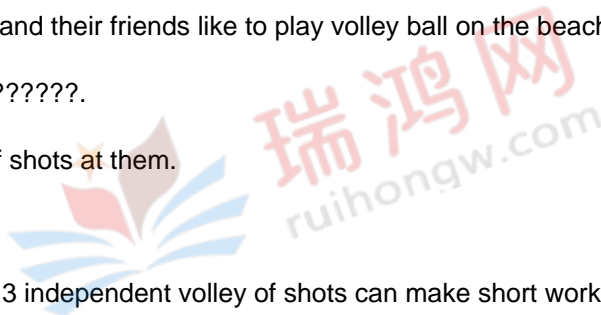 and their friends like to play volley ball on the beach
??????.
瑞鸿网
f shots at them.
ruihongw.com
3 independent volley of shots can make short work